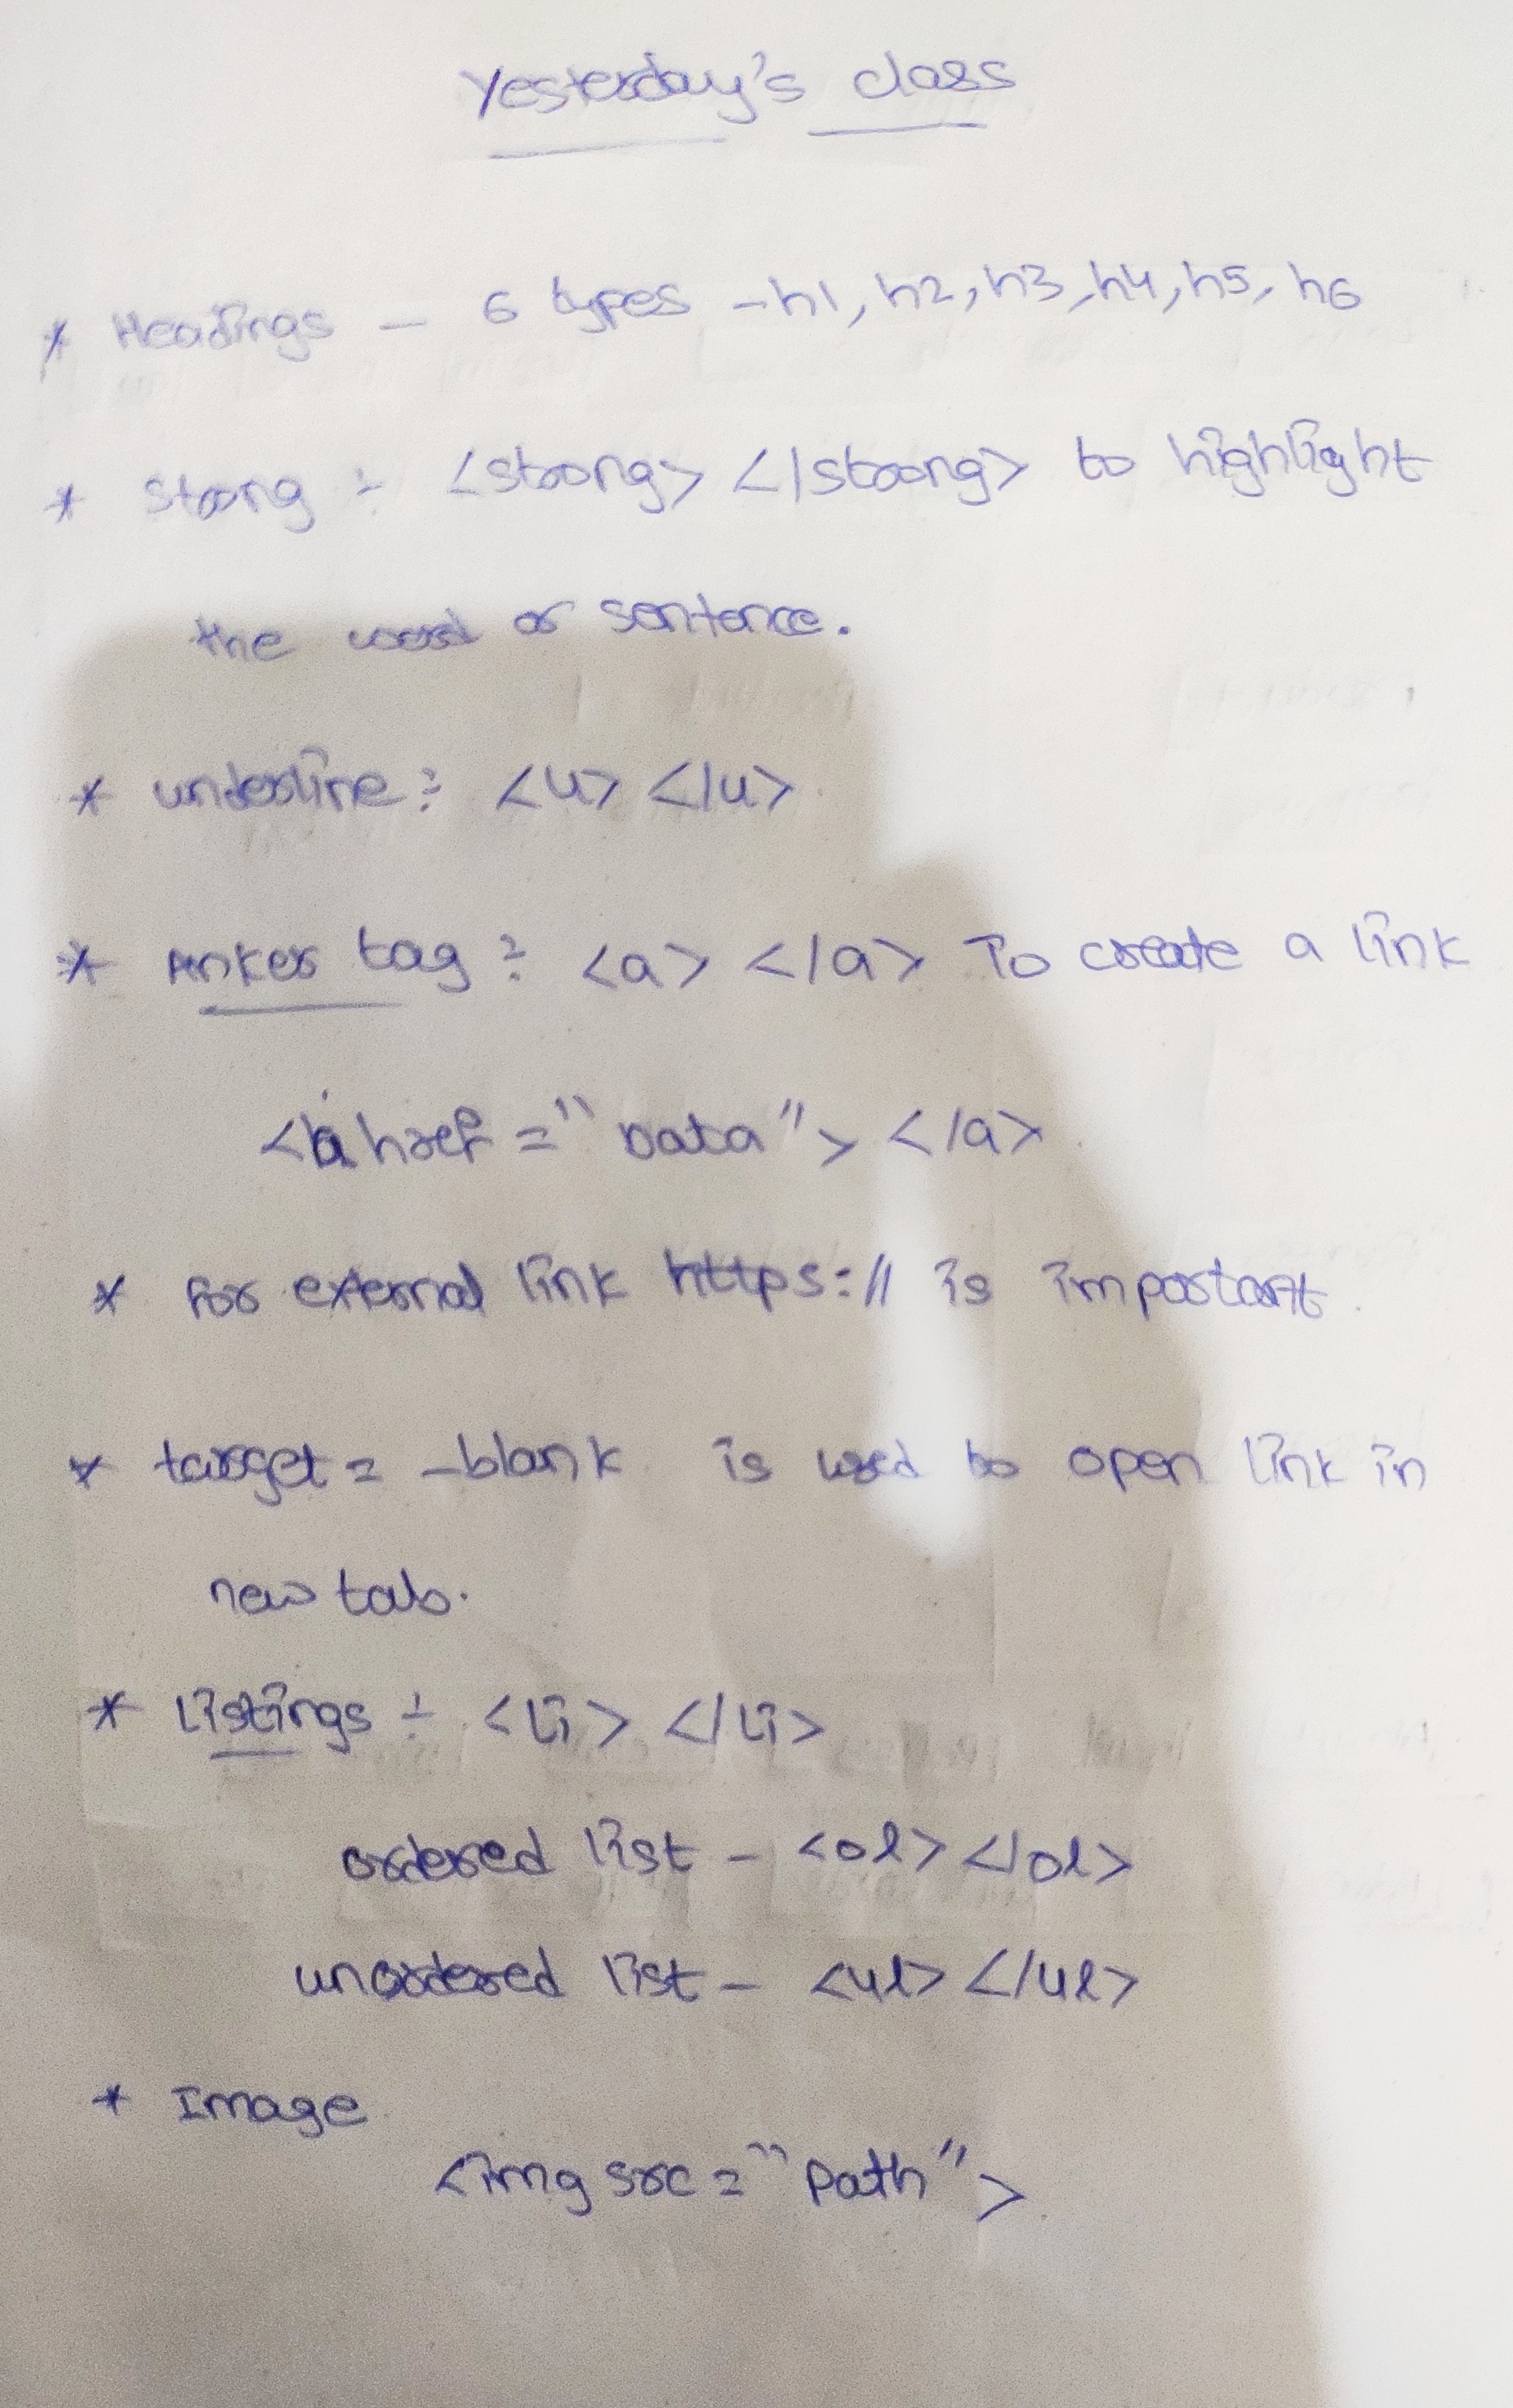 Yesterday's class
* Headings - 6 types - h1, h2, h3, h4, h5, h6
* Strong :- <strong> </strong> to highlight
the word or sentence.
* underline :- <u> </u>
* Anker tag :- <a> </a> To create a link
<a href = "Data"> </a>
* For external link https:// is important.
* target = _blank is used to open link in
new tab.
* Listings :- <li> </li>
ordered list - <ol> </ol>
unordered list - <ul> </ul>
* Image
<img src = "Path">